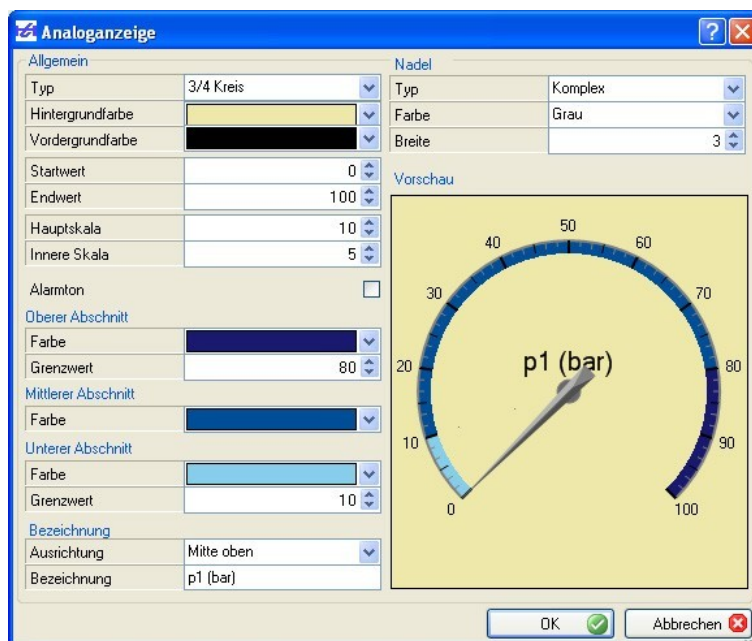 Analoganzeige
Allgemein
Typ 3/4 Kreis
Hintergrundfarbe
Vordergrundfarbe
Startwert 0
Endwert 100
Hauptskala 10
Innere Skala 5
Alarmton
Oberer Abschnitt
Farbe
Grenzwert 80
Mittlerer Abschnitt
Farbe
Unterer Abschnitt
Farbe
Grenzwert 10
Bezeichnung
Ausrichtung Mitte oben
Bezeichnung p1 (bar)
Nadel
Typ Komplex
Farbe Grau
Breite 3
Vorschau
50
40 60
30 70
p1 (bar)
20 80
10 90
0 100
OK Abbrechen